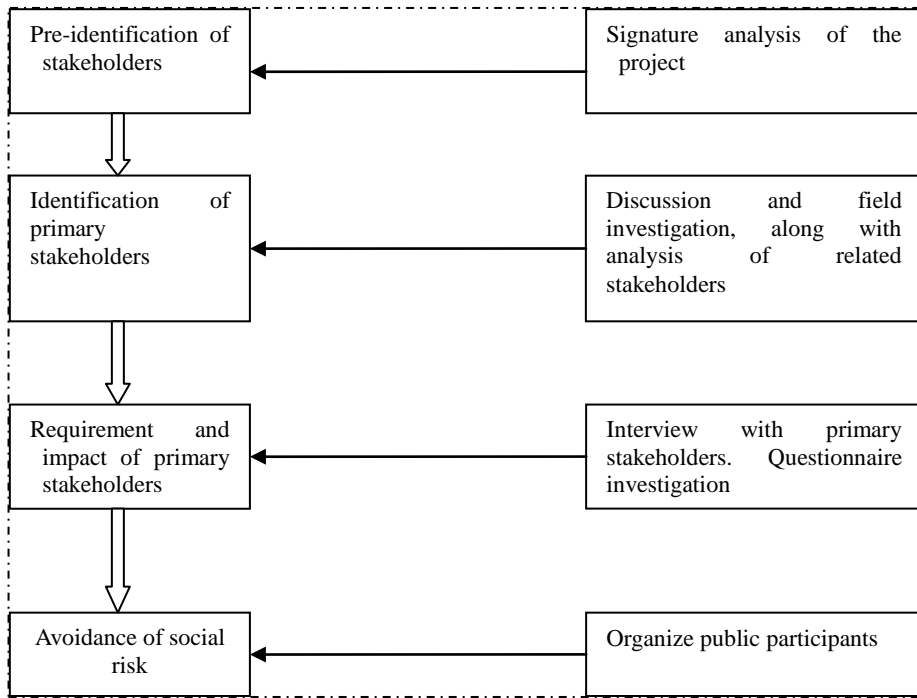 Pre-identification of
stakeholders
Signature analysis of the
project
Identification of
primary
stakeholders
Discussion and field
investigation, along with
analysis of related
stakeholders
Requirement and
impact of primary
stakeholders
Interview with primary
stakeholders. Questionnaire
investigation
Avoidance of social
risk
Organize public participants